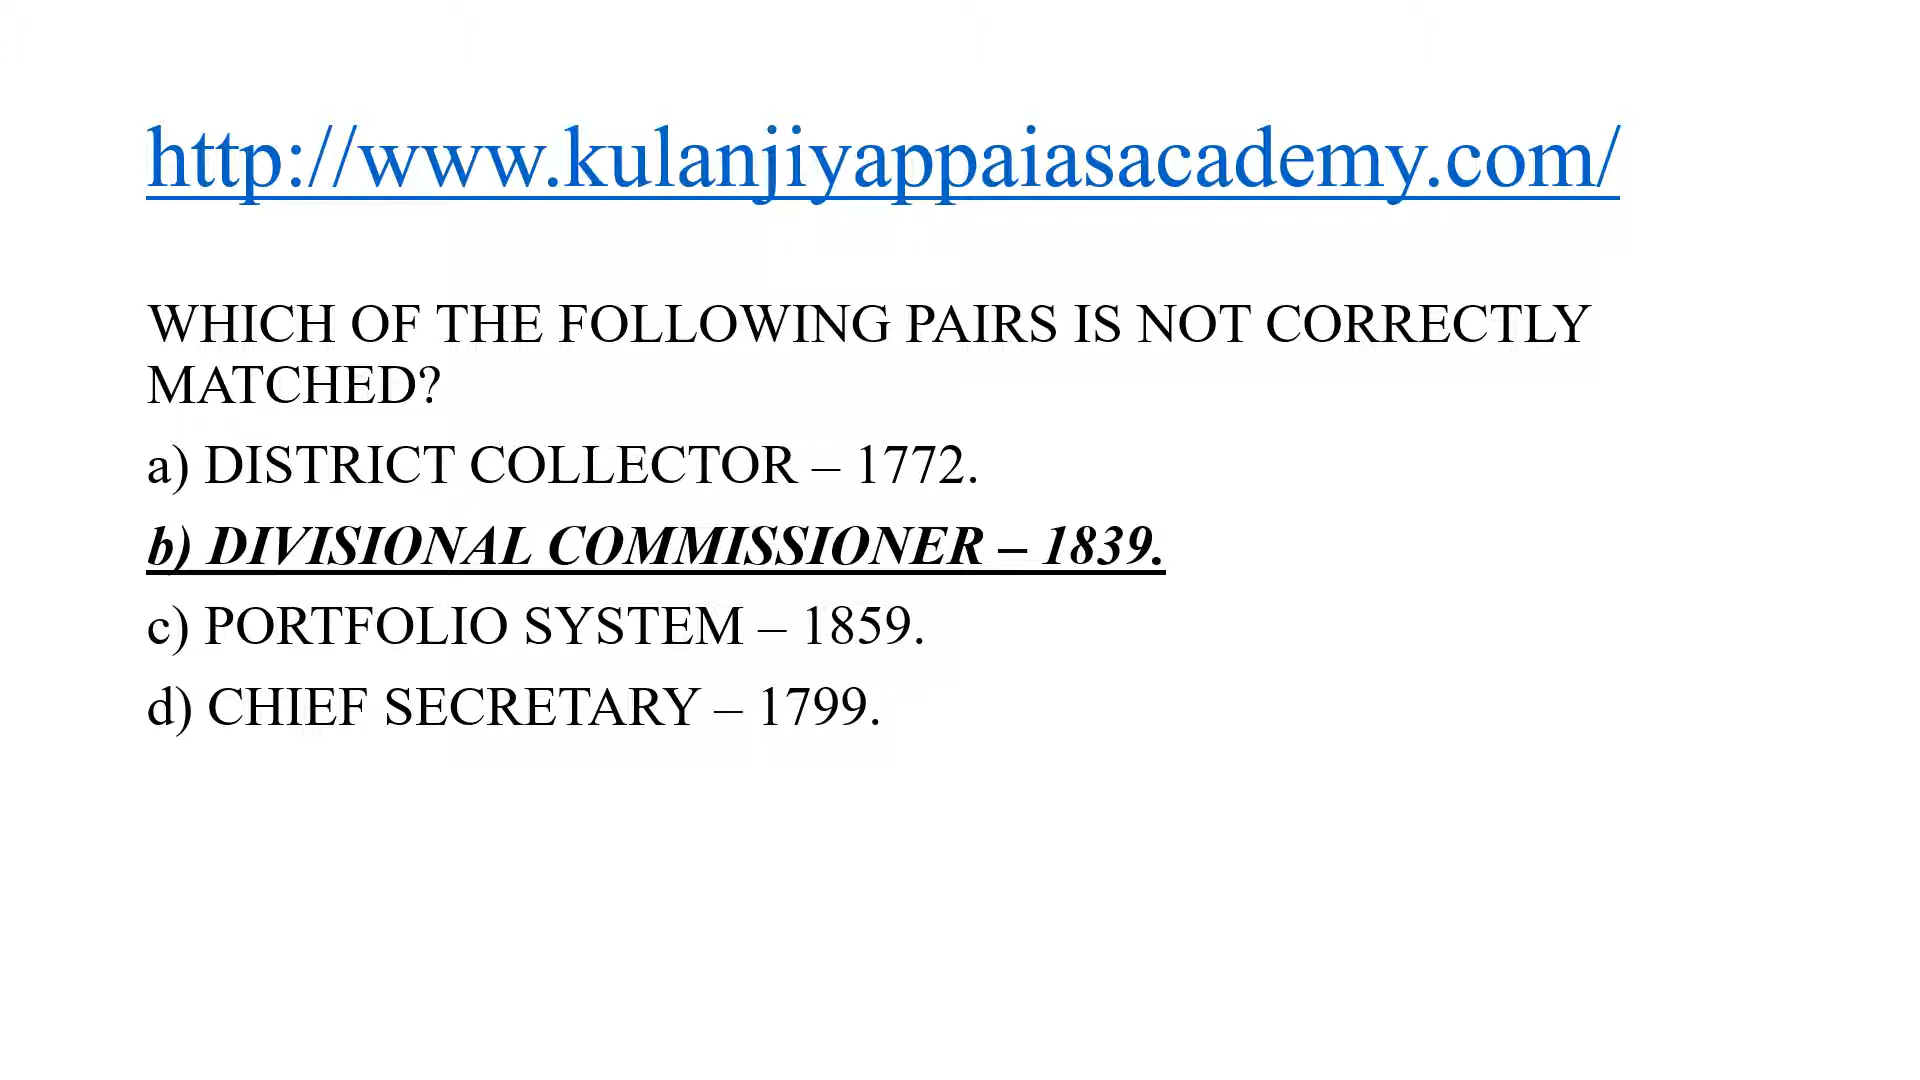 http://www.kulanjiyappaiasacademy.com/
WHICH OF THE FOLLOWING PAIRS IS NOT CORRECTLY
MATCHED?
a) DISTRICT COLLECTOR – 1772.
b) DIVISIONAL COMMISSIONER – 1839.
c) PORTFOLIO SYSTEM – 1859.
d) CHIEF SECRETARY – 1799.